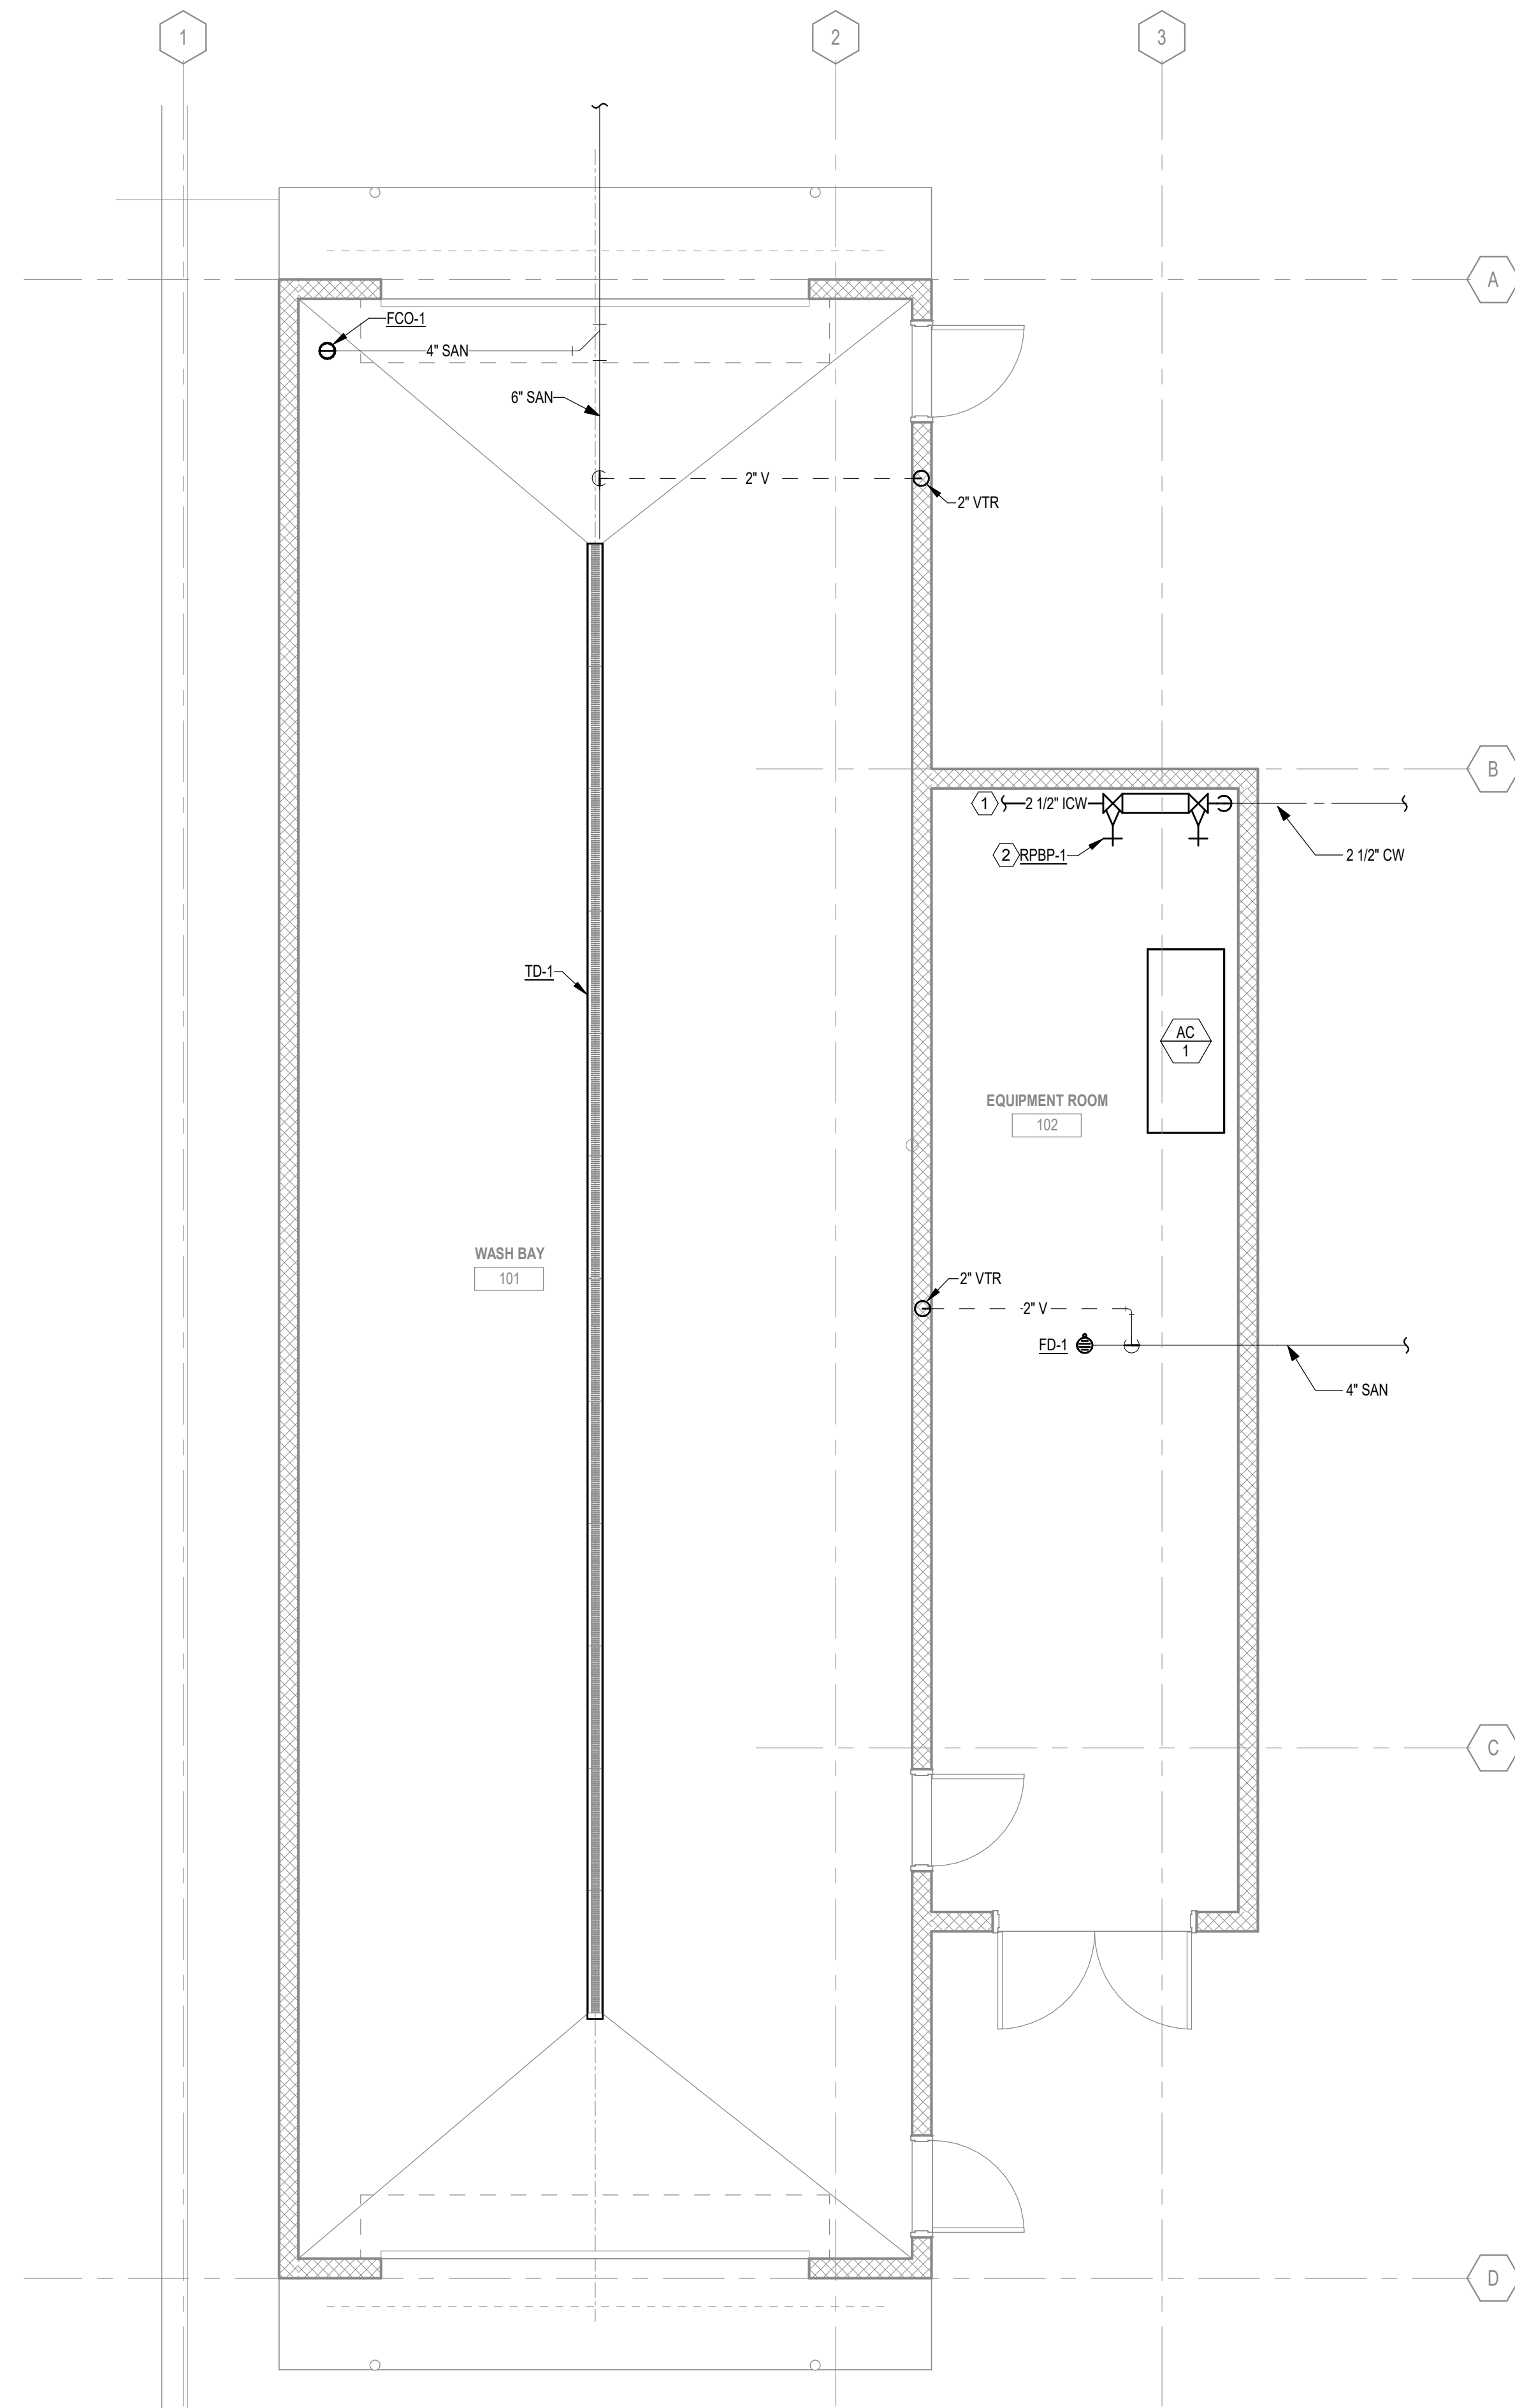 1
2
3
A
FCO-1
4" SAN
6" SAN
2" V
2" VTR
B
1
2 1/2" ICW
2 1/2" CW
2
RPBP-1
TD-1
AC
1
EQUIPMENT ROOM
102
WASH BAY
101
2" VTR
2" V
FD-1
4" SAN
C
D